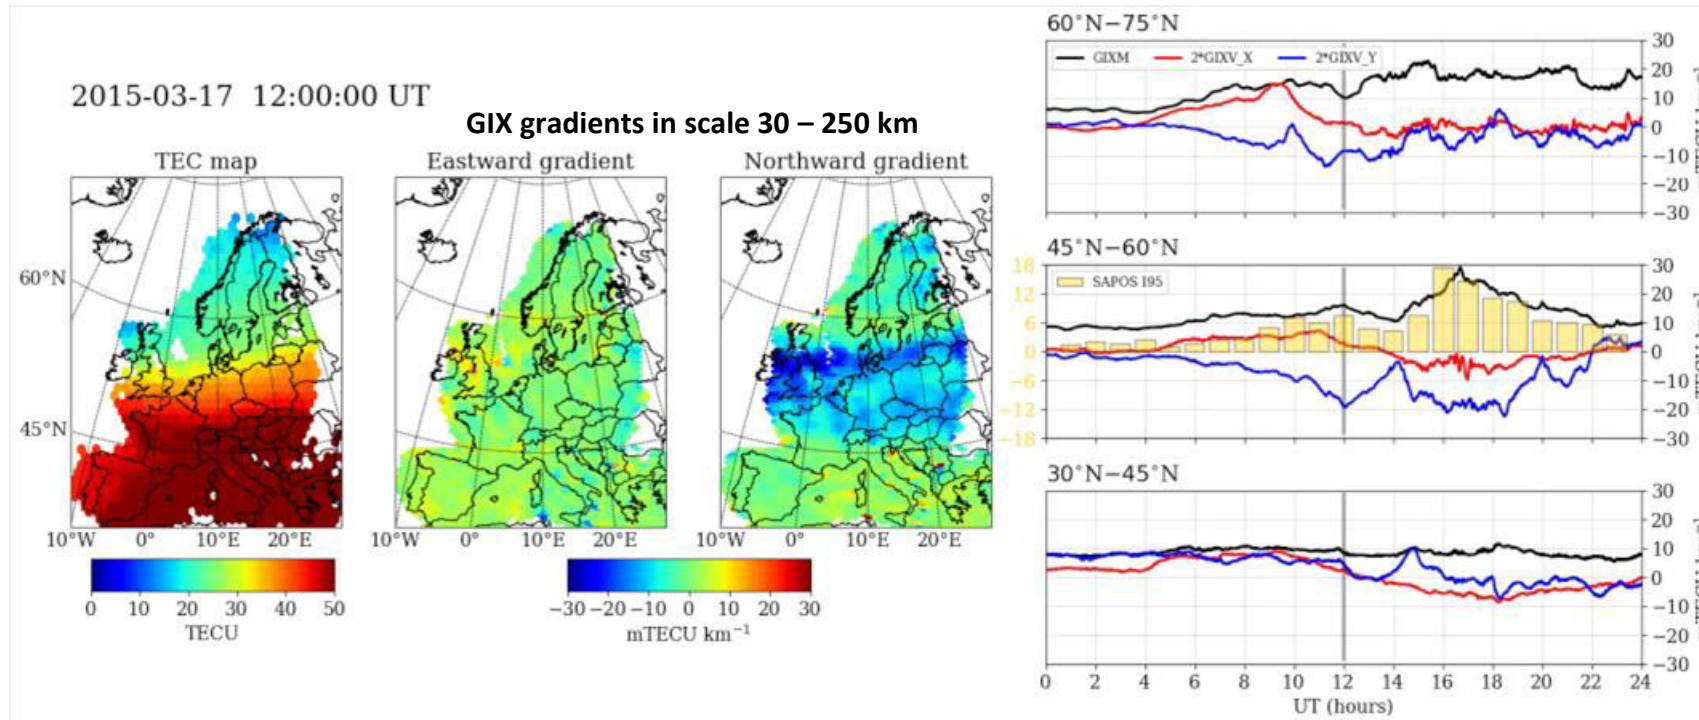 2015-03-17 12:00:00 UT
GIX gradients in scale 30 – 250 km
TEC map
Eastward gradient
Northward gradient
60°N
45°N
10°W 0° 10°E 20°E
10°W 0° 10°E 20°E
10°W 0° 10°E 20°E
0 10 20 30 40 50
TECU
−30 −20 −10 0 10 20 30
mTECU km⁻¹
60°N−75°N
GIXM 2*GIXV_X 2*GIXV_Y
30
20
10
0
−10
−20
−30
45°N−60°N
SAPOS I95
18
12
6
0
−6
−12
−18
30
20
10
0
−10
−20
−30
30°N−45°N
30
20
10
0
−10
−20
−30
0 2 4 6 8 10 12 14 16 18 20 22 24
UT (hours)